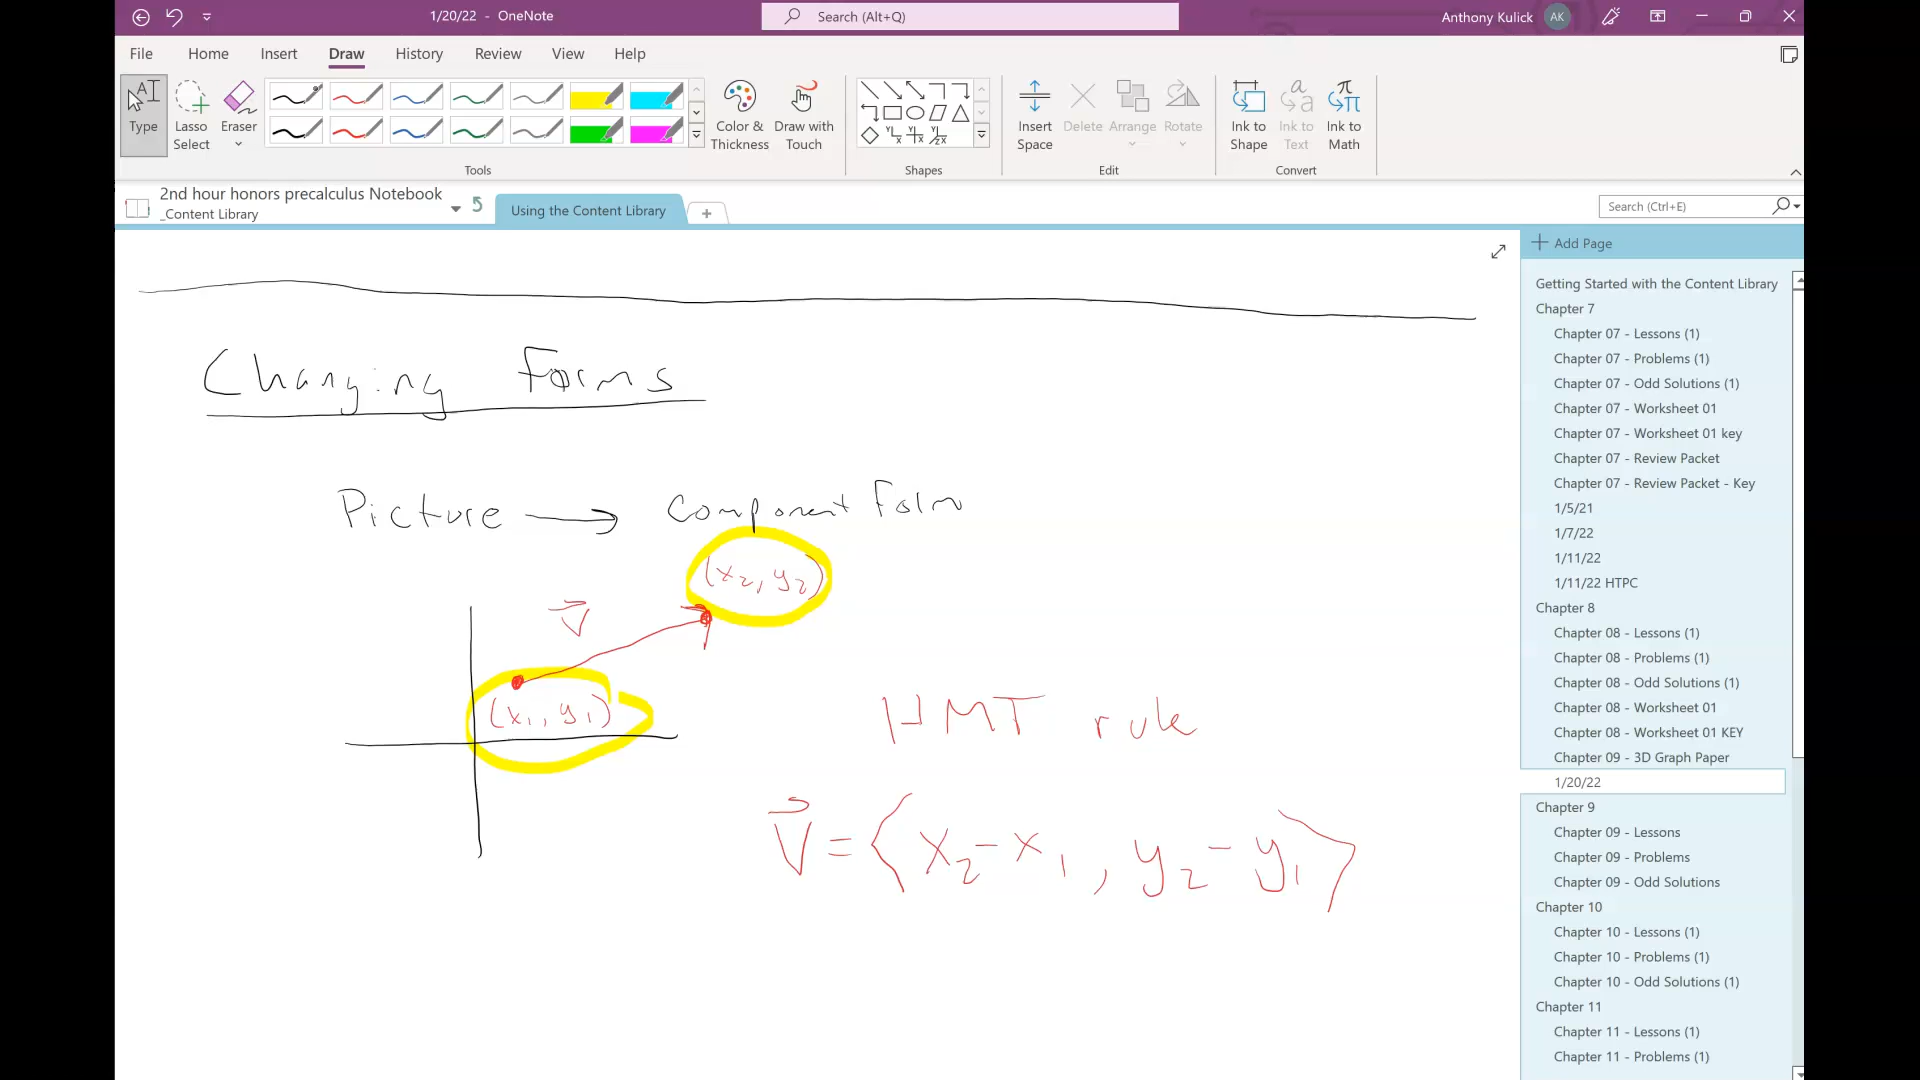 1/20/22 - OneNote
Search (Alt+Q)
Anthony Kulick AK
File Home Insert Draw History Review View Help
Type
Lasso Select
Eraser
Color & Thickness
Draw with Touch
Insert Space
Delete
Arrange
Rotate
Ink to Shape
Ink to Text
Ink to Math
Tools Shapes Edit Convert
2nd hour honors precalculus Notebook
_Content Library
Using the Content Library
Search (Ctrl+E)
Changing Forms
Picture → Component Form
(x₂, y₂)
v⃗
(x₁, y₁)
HMT rule
v⃗ = ⟨x₂-x₁, y₂-y₁⟩
Add Page
Getting Started with the Content Library
Chapter 7
Chapter 07 - Lessons (1)
Chapter 07 - Problems (1)
Chapter 07 - Odd Solutions (1)
Chapter 07 - Worksheet 01
Chapter 07 - Worksheet 01 key
Chapter 07 - Review Packet
Chapter 07 - Review Packet - Key
1/5/21
1/7/22
1/11/22
1/11/22 HTPC
Chapter 8
Chapter 08 - Lessons (1)
Chapter 08 - Problems (1)
Chapter 08 - Odd Solutions (1)
Chapter 08 - Worksheet 01
Chapter 08 - Worksheet 01 KEY
Chapter 09 - 3D Graph Paper
1/20/22
Chapter 9
Chapter 09 - Lessons
Chapter 09 - Problems
Chapter 09 - Odd Solutions
Chapter 10
Chapter 10 - Lessons (1)
Chapter 10 - Problems (1)
Chapter 10 - Odd Solutions (1)
Chapter 11
Chapter 11 - Lessons (1)
Chapter 11 - Problems (1)